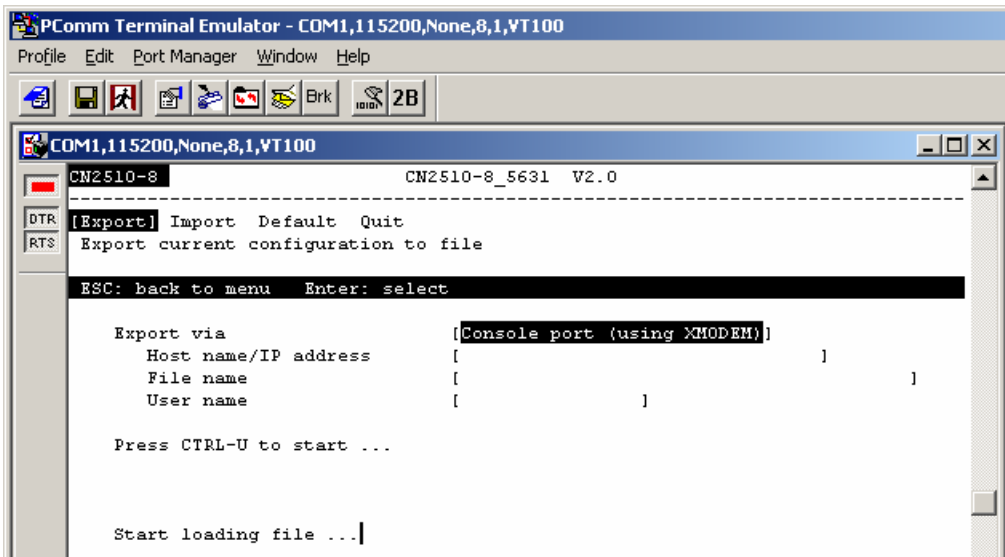 PComm Terminal Emulator - COM1,115200,None,8,1,VT100
Profile Edit Port Manager Window Help
Brk 2B
COM1,115200,None,8,1,VT100
CN2510-8 CN2510-8_5631 V2.0
DTR [Export] Import Default Quit
RTS Export current configuration to file
ESC: back to menu Enter: select
Export via [Console port (using XMODEM)]
Host name/IP address [ ]
File name [ ]
User name [ ]
Press CTRL-U to start ...
Start loading file ...